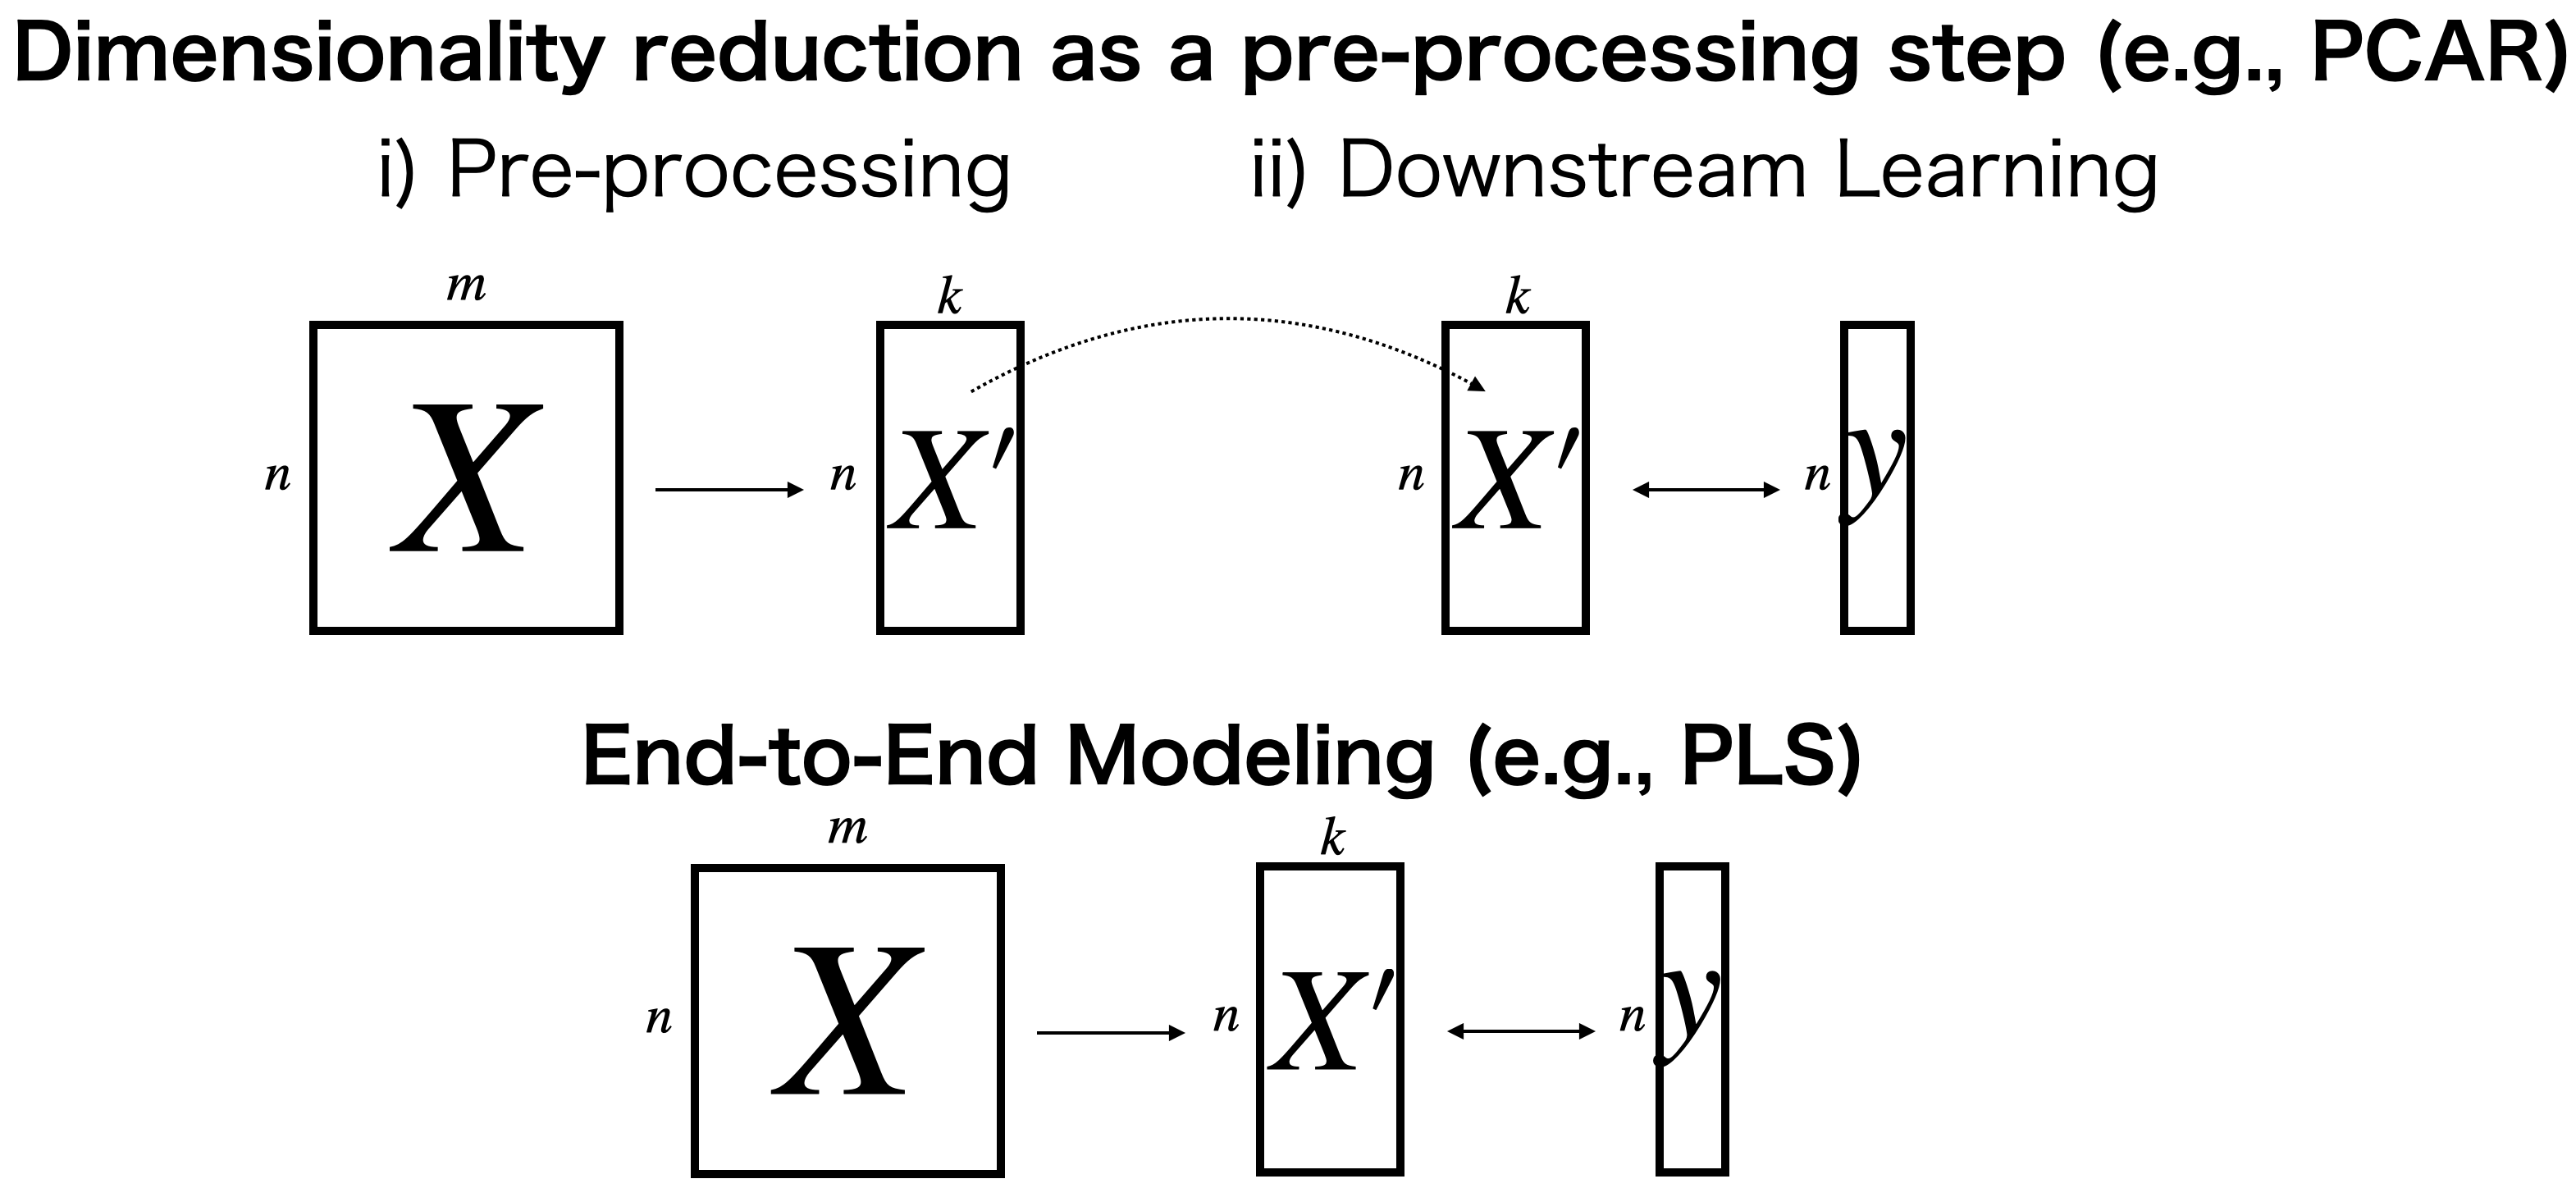 Dimensionality reduction as a pre-processing step (e.g., PCAR)
i) Pre-processing ii) Downstream Learning
m k k
n X n X′ n X′ n y
End-to-End Modeling (e.g., PLS)
m k
n X n X′ n y